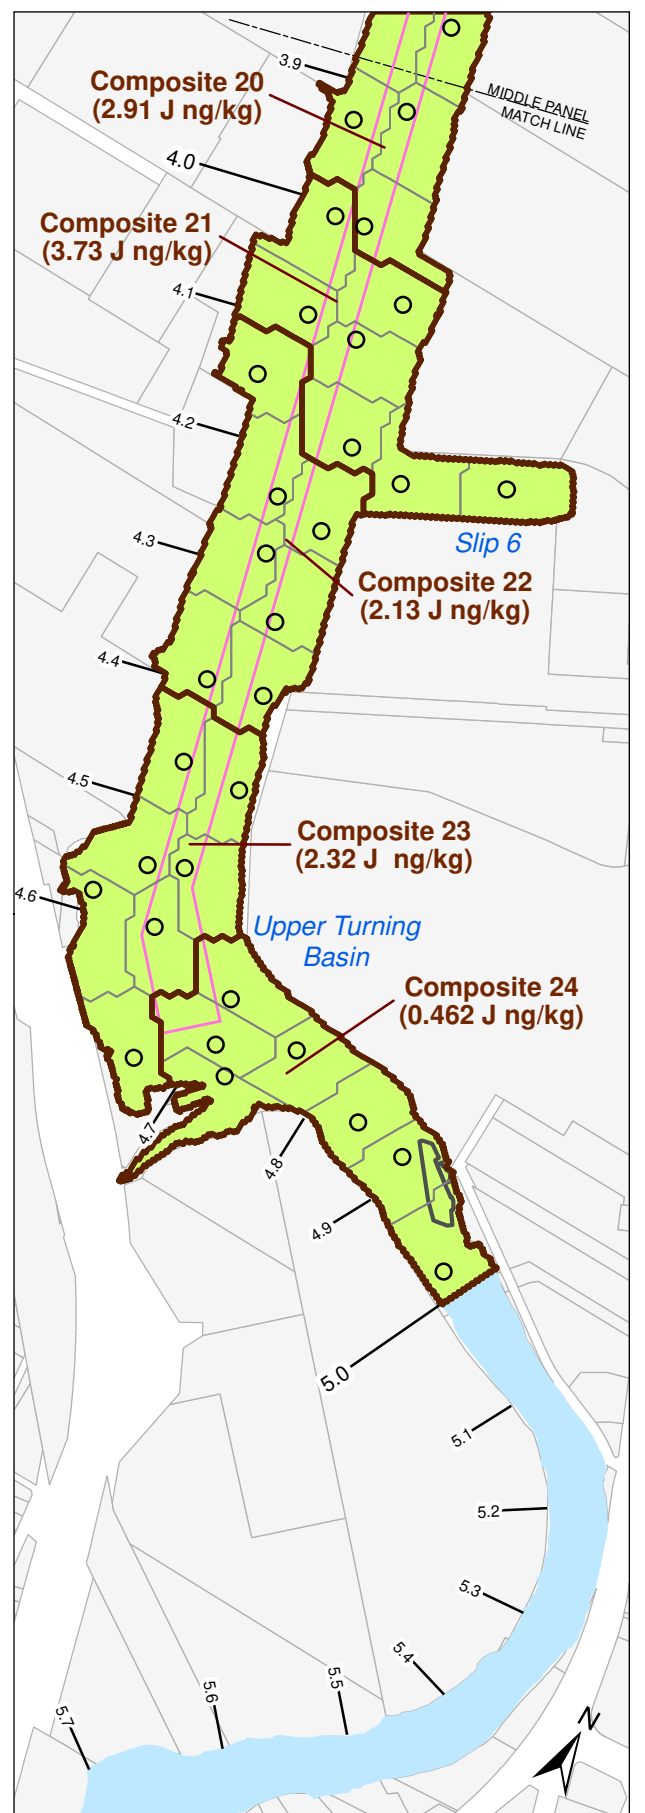 3.9
MIDDLE PANEL
MATCH LINE
Composite 20
(2.91 J ng/kg)
4.0
Composite 21
(3.73 J ng/kg)
4.1
4.2
4.3
Slip 6
Composite 22
(2.13 J ng/kg)
4.4
4.5
Composite 23
(2.32 J  ng/kg)
4.6
Upper Turning
Basin
Composite 24
(0.462 J ng/kg)
4.7
4.8
4.9
5.0
5.1
5.2
5.3
5.4
5.5
5.6
5.7
N